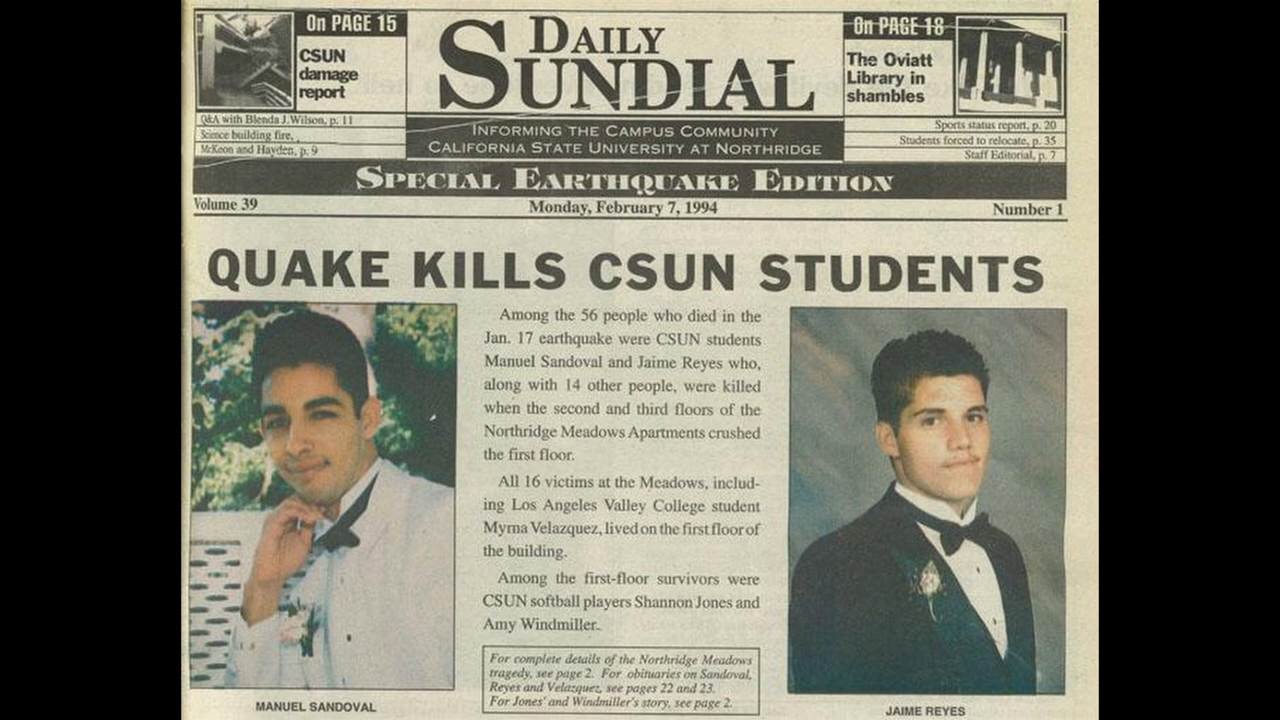 On PAGE 15
CSUN
damage
report
Q&A with Blenda J. Wilson, p. 11
Science building fire,
McKeon and Hayden, p. 9
DAILY
SUNDIAL
INFORMING THE CAMPUS COMMUNITY
CALIFORNIA STATE UNIVERSITY AT NORTHRIDGE
On PAGE 18
The Oviatt
Library in
shambles
Sports status report, p. 20
Students forced to relocate, p. 35
Staff Editorial, p. 7
SPECIAL EARTHQUAKE EDITION
Volume 39
Monday, February 7, 1994
Number 1
QUAKE KILLS CSUN STUDENTS
Among the 56 people who died in the
Jan. 17 earthquake were CSUN students
Manuel Sandoval and Jaime Reyes who,
along with 14 other people, were killed
when the second and third floors of the
Northridge Meadows Apartments crushed
the first floor.
All 16 victims at the Meadows, includ-
ing Los Angeles Valley College student
Myrna Velazquez, lived on the first floor of
the building.
Among the first-floor survivors were
CSUN softball players Shannon Jones and
Amy Windmiller.
For complete details of the Northridge Meadows
tragedy, see page 2. For obituaries on Sandoval,
Reyes and Velazquez, see pages 22 and 23.
For Jones' and Windmiller's story, see page 2.
MANUEL SANDOVAL
JAIME REYES